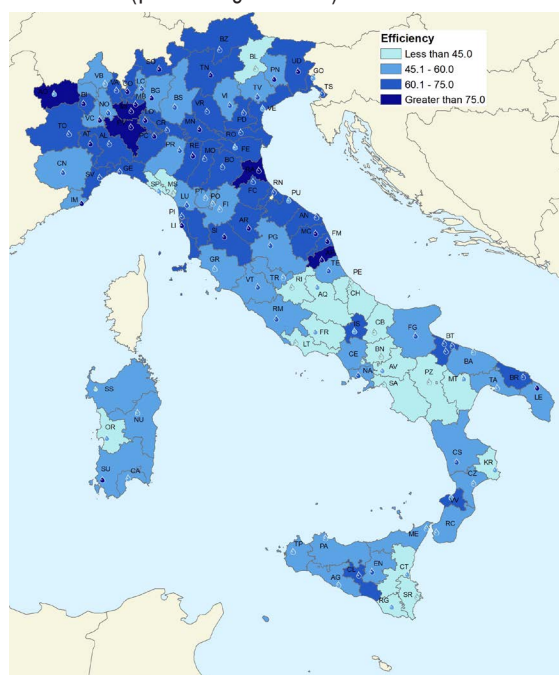 Efficiency
Less than 45.0
45.1 - 60.0
60.1 - 75.0
Greater than 75.0
BZ
BL
TN
UD
PN
GO
TS
VB
LC
BG
BS
TV
VI
VE
NO
VC
VR
TO
AT
AL
CR
MN
PD
RO
PR
RE
MO
FE
BO
CN
SV
GE
SP
MS
IM
LU
PT
PO
FI
FC
RN
PU
PI
LI
AR
SI
AN
MC
FM
PG
GR
TE
PE
VT
TR
RI
AQ
CH
RM
FR
LT
IS
CB
FG
CE
BN
NA
AV
SA
BT
BA
PZ
MT
TA
BR
LE
SS
NU
OR
SU
CA
CS
KR
CZ
VV
RC
ME
TP
PA
AG
CL
EN
CT
RG
SR